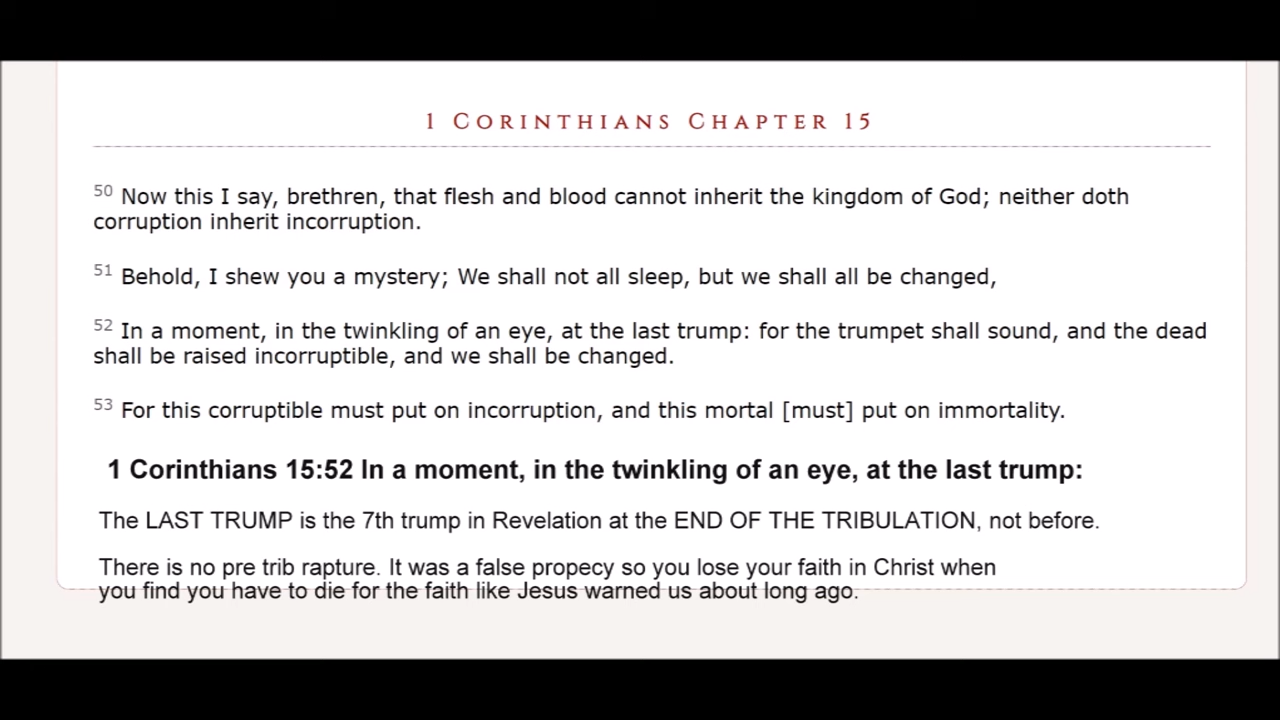 1 Corinthians Chapter 15
50 Now this I say, brethren, that flesh and blood cannot inherit the kingdom of God; neither doth
corruption inherit incorruption.
51 Behold, I shew you a mystery; We shall not all sleep, but we shall all be changed,
52 In a moment, in the twinkling of an eye, at the last trump: for the trumpet shall sound, and the dead
shall be raised incorruptible, and we shall be changed.
53 For this corruptible must put on incorruption, and this mortal [must] put on immortality.
1 Corinthians 15:52 In a moment, in the twinkling of an eye, at the last trump:
The LAST TRUMP is the 7th trump in Revelation at the END OF THE TRIBULATION, not before.
There is no pre trib rapture. It was a false propecy so you lose your faith in Christ when
you find you have to die for the faith like Jesus warned us about long ago.